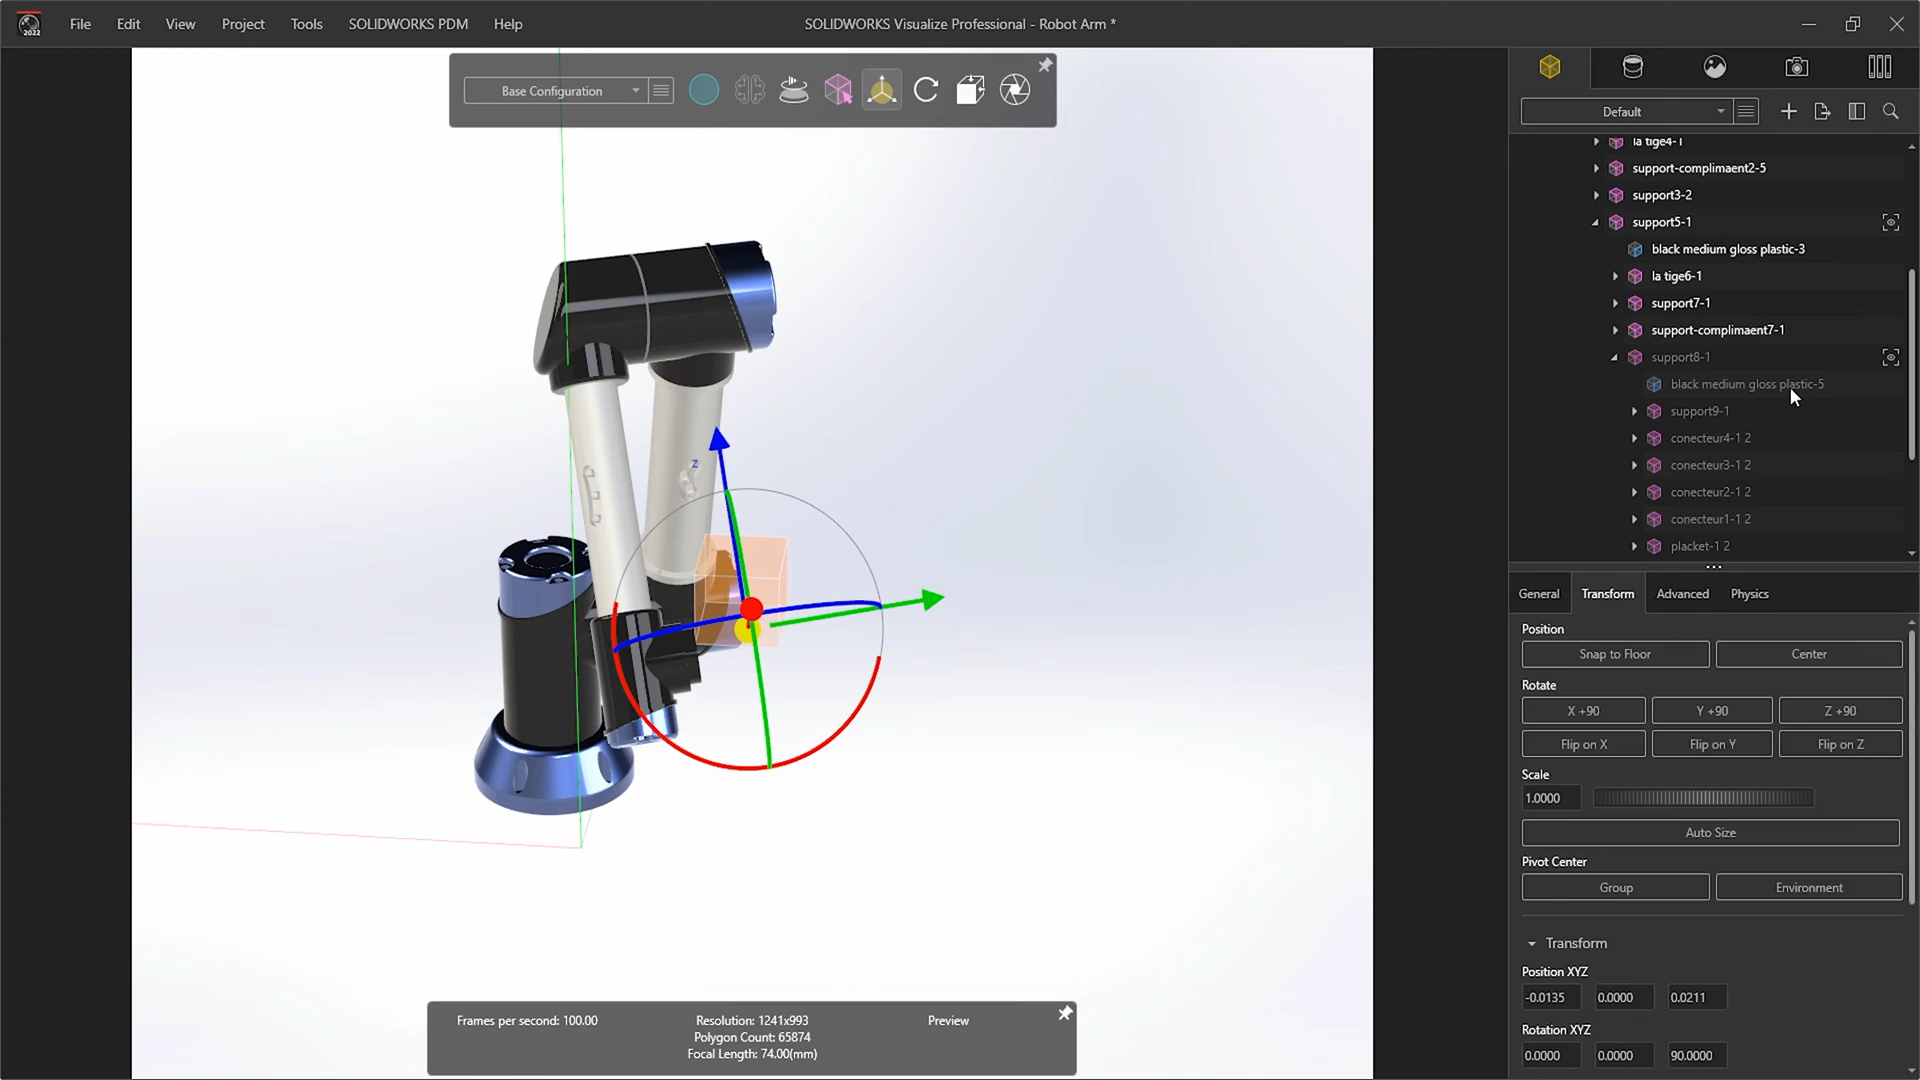 2022
File Edit View Project Tools SOLIDWORKS PDM Help
SOLIDWORKS Visualize Professional - Robot Arm *
Base Configuration
Default
la tige4-1
support-complimaent2-5
support3-2
support5-1
black medium gloss plastic-3
la tige6-1
support7-1
support-complimaent7-1
support8-1
black medium gloss plastic-5
support9-1
conecteur4-1 2
conecteur3-1 2
conecteur2-1 2
conecteur1-1 2
placket-1 2
Z
General Transform Advanced Physics
Position
Snap to Floor Center
Rotate
X +90 Y +90 Z +90
Flip on X Flip on Y Flip on Z
Scale
1.0000
Auto Size
Pivot Center
Group Environment
Transform
Position XYZ
-0.0135 0.0000 0.0211
Rotation XYZ
0.0000 0.0000 90.0000
Frames per second: 100.00
Resolution: 1241x993
Polygon Count: 65874
Focal Length: 74.00(mm)
Preview